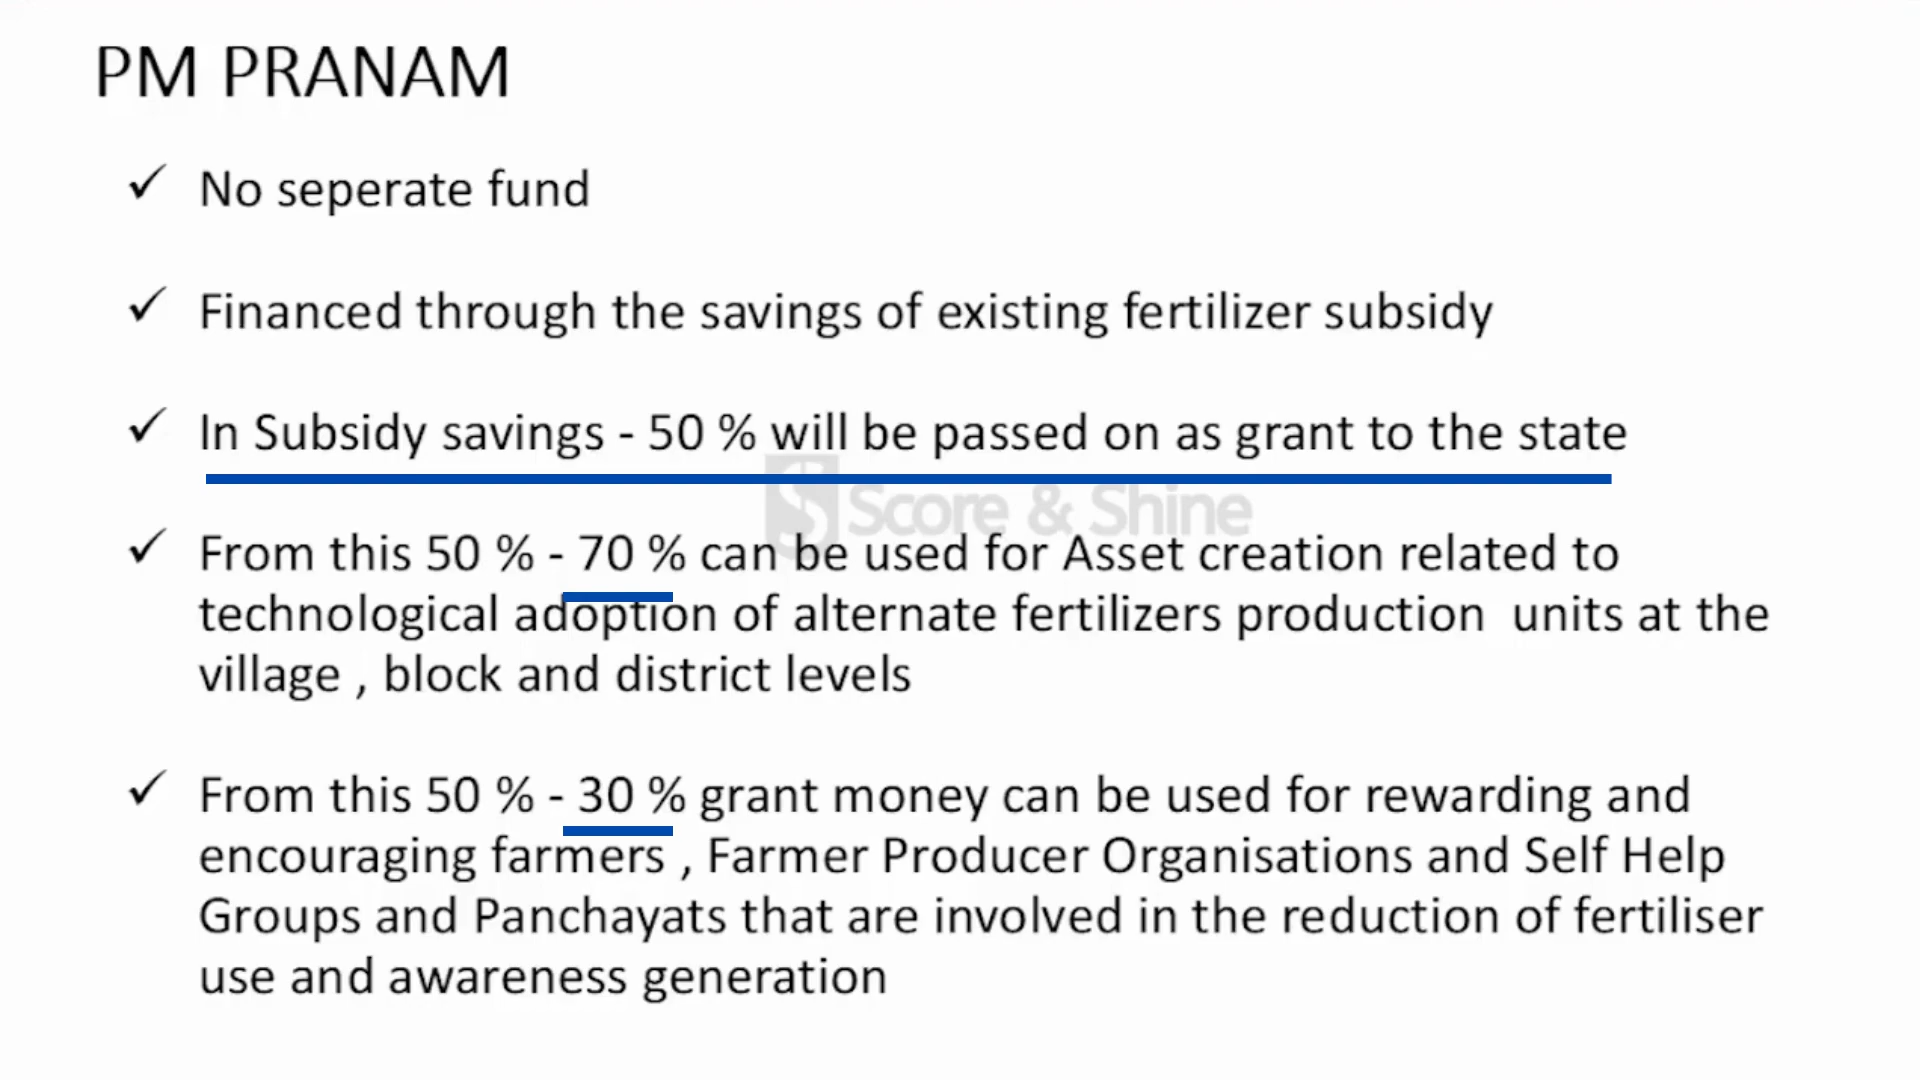 PM PRANAM
✓ No seperate fund
✓ Financed through the savings of existing fertilizer subsidy
✓ In Subsidy savings - 50 % will be passed on as grant to the state
Score & Shine
✓ From this 50 % - 70 % can be used for Asset creation related to
technological adoption of alternate fertilizers production units at the
village , block and district levels
✓ From this 50 % - 30 % grant money can be used for rewarding and
encouraging farmers , Farmer Producer Organisations and Self Help
Groups and Panchayats that are involved in the reduction of fertiliser
use and awareness generation